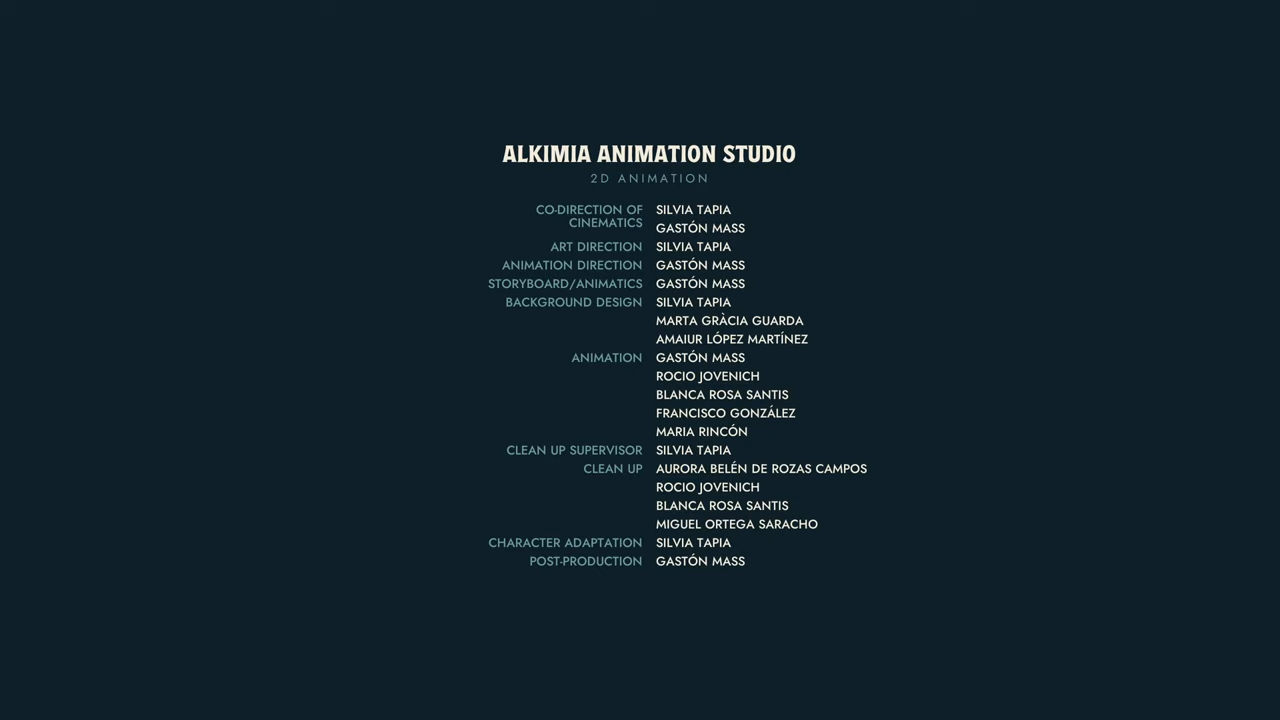 ALKIMIA ANIMATION STUDIO
2D ANIMATION
CO-DIRECTION OF CINEMATICS SILVIA TAPIA
GASTÓN MASS
ART DIRECTION SILVIA TAPIA
ANIMATION DIRECTION GASTÓN MASS
STORYBOARD/ANIMATICS GASTÓN MASS
BACKGROUND DESIGN SILVIA TAPIA
MARTA GRÀCIA GUARDA
AMAIUR LÓPEZ MARTÍNEZ
ANIMATION GASTÓN MASS
ROCIO JOVENICH
BLANCA ROSA SANTIS
FRANCISCO GONZÁLEZ
MARIA RINCÓN
CLEAN UP SUPERVISOR SILVIA TAPIA
CLEAN UP AURORA BELÉN DE ROZAS CAMPOS
ROCIO JOVENICH
BLANCA ROSA SANTIS
MIGUEL ORTEGA SARACHO
CHARACTER ADAPTATION SILVIA TAPIA
POST-PRODUCTION GASTÓN MASS